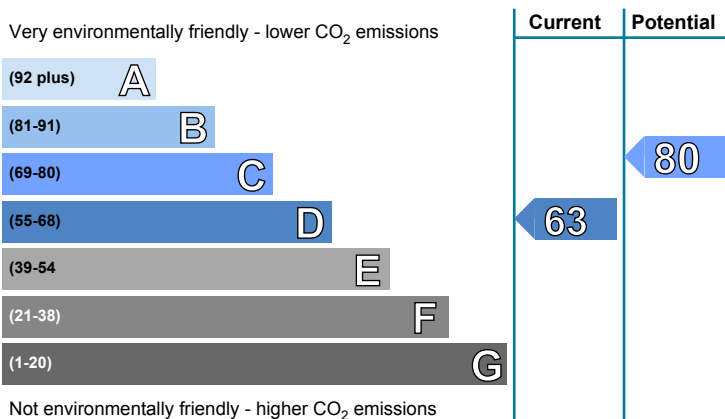 Very environmentally friendly - lower CO₂ emissions
Current
Potential
(92 plus) A
(81-91) B
(69-80) C
80
(55-68) D
63
(39-54 E
(21-38) F
(1-20) G
Not environmentally friendly - higher CO₂ emissions